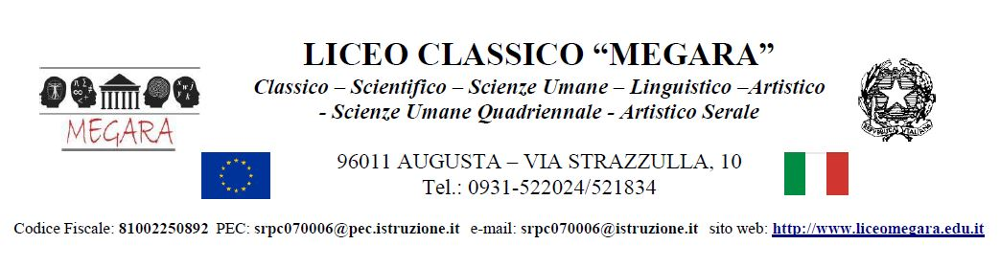 LICEO CLASSICO “MEGARA”
Classico – Scientifico – Scienze Umane – Linguistico –Artistico
- Scienze Umane Quadriennale - Artistico Serale
MEGARA
REPVBBLICA ITALIANA
96011 AUGUSTA – VIA STRAZZULLA, 10
Tel.: 0931-522024/521834
Codice Fiscale: 81002250892 PEC: srpc070006@pec.istruzione.it e-mail: srpc070006@istruzione.it sito web: http://www.liceomegara.edu.it